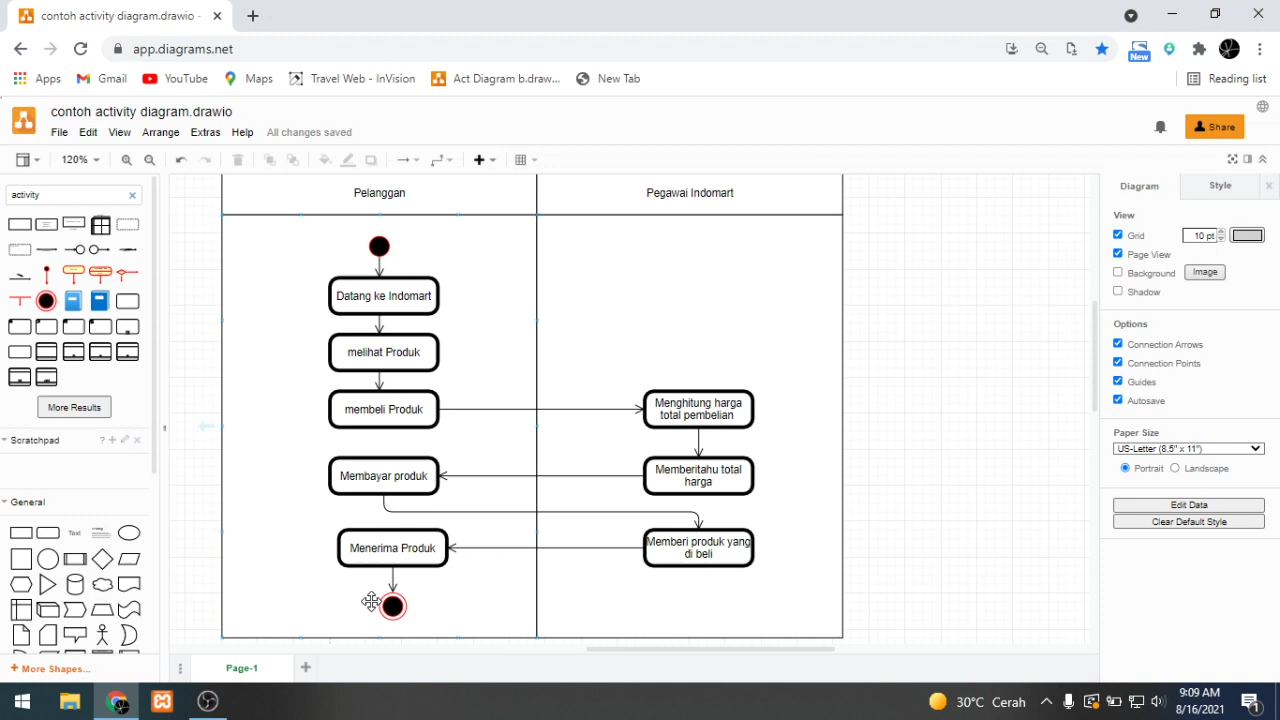 contoh activity diagram.drawio -
app.diagrams.net
New
Apps
Gmail
YouTube
Maps
Travel Web - InVision
Act Diagram b.draw...
New Tab
Reading list
contoh activity diagram.drawio
File Edit View Arrange Extras Help All changes saved
Share
120%
activity
More Results
Scratchpad
General
Text
More Shapes...
Pelanggan
Pegawai Indomart
Datang ke Indomart
melihat Produk
membeli Produk
Menghitung harga
total pembelian
Membayar produk
Memberitahu total
harga
Menerima Produk
Memberi produk yang
di beli
Page-1
Diagram
Style
View
Grid
10 pt
Page View
Background
Image
Shadow
Options
Connection Arrows
Connection Points
Guides
Autosave
Paper Size
US-Letter (8.5" x 11")
Portrait
Landscape
Edit Data
Clear Default Style
30°C Cerah
9:09 AM
8/16/2021
1